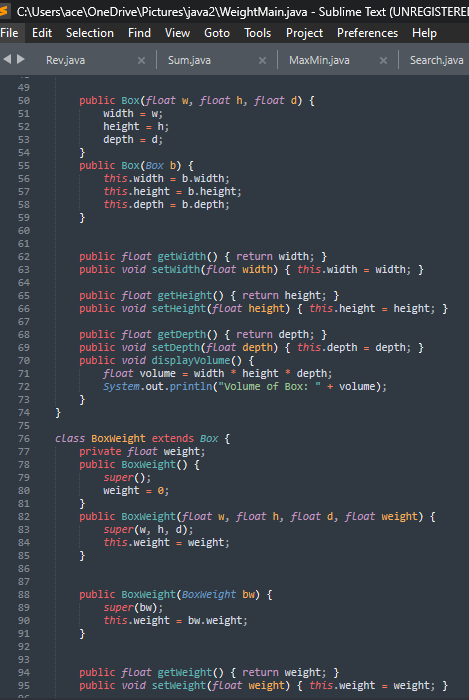 C:\Users\ace\OneDrive\Pictures\java2\WeightMain.java - Sublime Text (UNREGISTERE
File Edit Selection Find View Goto Tools Project Preferences Help
Rev.java × Sum.java × MaxMin.java × Search.java
49
50 public Box(float w, float h, float d) {
51 width = w;
52 height = h;
53 depth = d;
54 }
55 public Box(Box b) {
56 this.width = b.width;
57 this.height = b.height;
58 this.depth = b.depth;
59 }
60
61
62 public float getWidth() { return width; }
63 public void setWidth(float width) { this.width = width; }
64
65 public float getHeight() { return height; }
66 public void setHeight(float height) { this.height = height; }
67
68 public float getDepth() { return depth; }
69 public void setDepth(float depth) { this.depth = depth; }
70 public void displayVolume() {
71 float volume = width * height * depth;
72 System.out.println("Volume of Box: " + volume);
73 }
74 }
75
76 class BoxWeight extends Box {
77 private float weight;
78 public BoxWeight() {
79 super();
80 weight = 0;
81 }
82 public BoxWeight(float w, float h, float d, float weight) {
83 super(w, h, d);
84 this.weight = weight;
85 }
86
87
88 public BoxWeight(BoxWeight bw) {
89 super(bw);
90 this.weight = bw.weight;
91 }
92
93
94 public float getWeight() { return weight; }
95 public void setWeight(float weight) { this.weight = weight; }